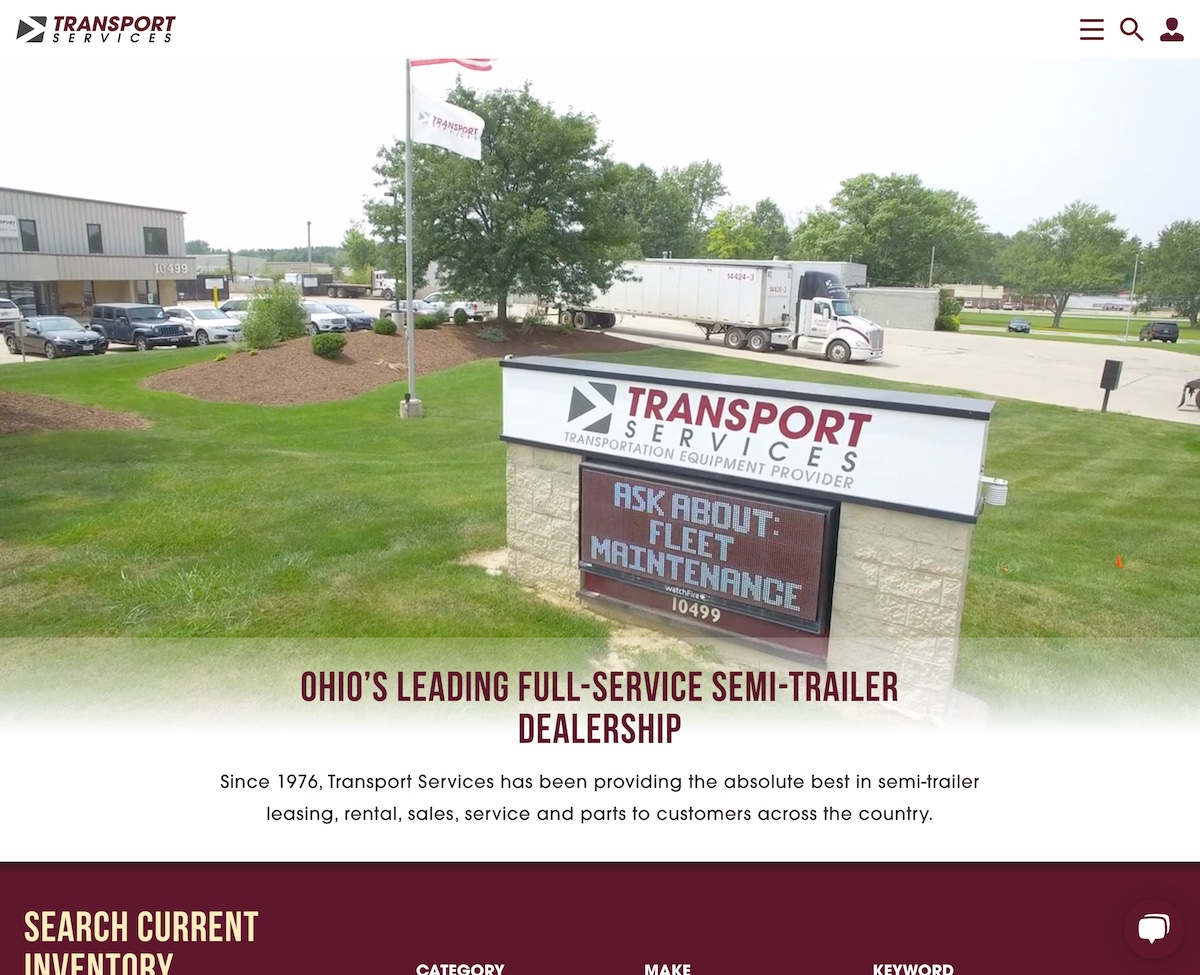 TRANSPORT
SERVICES
TRANSPORT
SERVICES
10499
14424-3
TRANSPORT
SERVICES
TRANSPORTATION EQUIPMENT PROVIDER
ASK ABOUT:
FLEET
MAINTENANCE
WatchFire
10499
OHIO’S LEADING FULL-SERVICE SEMI-TRAILER
DEALERSHIP
Since 1976, Transport Services has been providing the absolute best in semi-trailer
leasing, rental, sales, service and parts to customers across the country.
SEARCH CURRENT
INVENTORY
CATEGORY MAKE KEYWORD